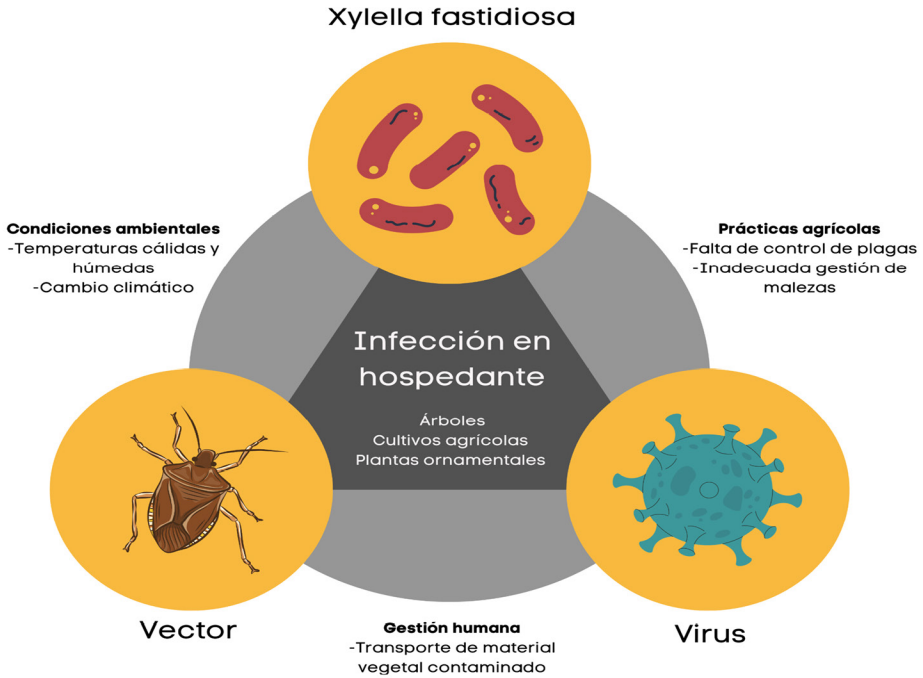 Xylella fastidiosa
Condiciones ambientales
-Temperaturas cálidas y
húmedas
-Cambio climático
Prácticas agrícolas
-Falta de control de plagas
-Inadecuada gestión de
malezas
Infección en
hospedante
Árboles
Cultivos agrícolas
Plantas ornamentales
Vector
Gestión humana
-Transporte de material
vegetal contaminado
Virus